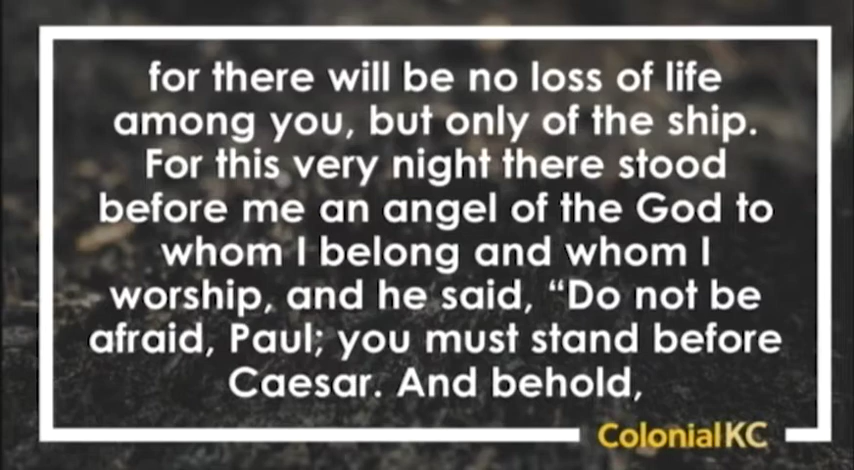 for there will be no loss of life
among you, but only of the ship.
For this very night there stood
before me an angel of the God to
whom I belong and whom I
worship, and he said, “Do not be
afraid, Paul; you must stand before
Caesar. And behold,
ColonialKC